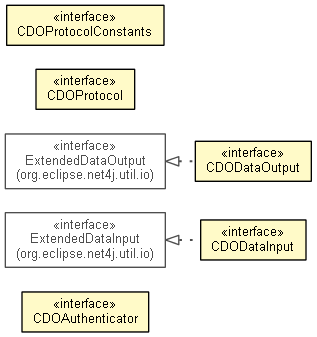 «interface»
CDOProtocolConstants
«interface»
CDOProtocol
«interface»
ExtendedDataOutput
(org.eclipse.net4j.util.io)
«interface»
CDODataOutput
«interface»
ExtendedDataInput
(org.eclipse.net4j.util.io)
«interface»
CDODataInput
«interface»
CDOAuthenticator